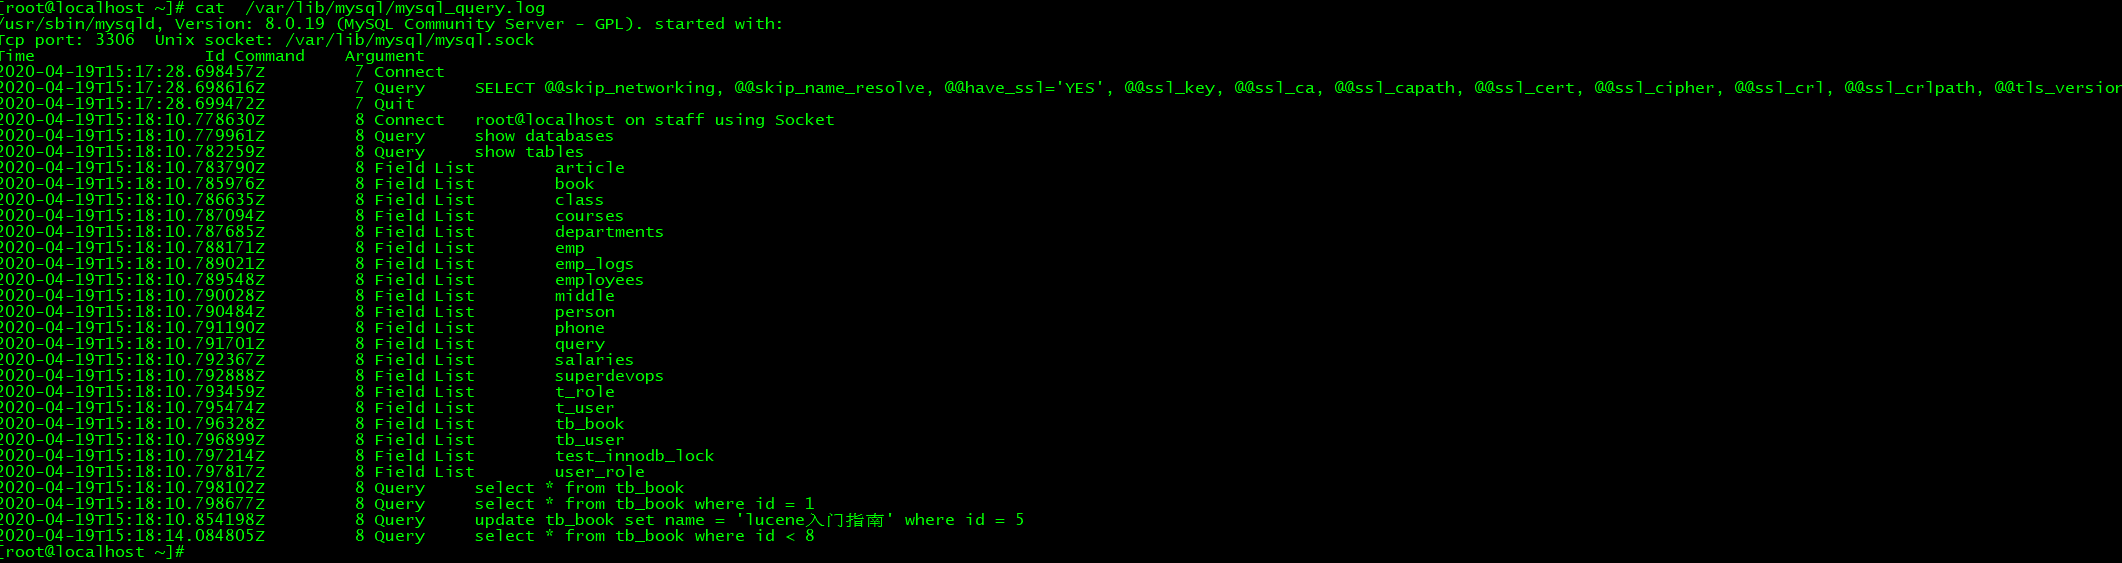 [root@localhost ~]# cat  /var/lib/mysql/mysql_query.log
/usr/sbin/mysqld, Version: 8.0.19 (MySQL Community Server - GPL). started with:
Tcp port: 3306  Unix socket: /var/lib/mysql/mysql.sock
Time                 Id Command    Argument
2020-04-19T15:17:28.698457Z         7 Connect
2020-04-19T15:17:28.698616Z         7 Query     SELECT @@skip_networking, @@skip_name_resolve, @@have_ssl='YES', @@ssl_key, @@ssl_ca, @@ssl_capath, @@ssl_cert, @@ssl_cipher, @@ssl_crl, @@ssl_crlpath, @@tls_version
2020-04-19T15:17:28.699472Z         7 Quit
2020-04-19T15:18:10.778630Z         8 Connect   root@localhost on staff using Socket
2020-04-19T15:18:10.779961Z         8 Query     show databases
2020-04-19T15:18:10.782259Z         8 Query     show tables
2020-04-19T15:18:10.783790Z         8 Field List        article
2020-04-19T15:18:10.785976Z         8 Field List        book
2020-04-19T15:18:10.786635Z         8 Field List        class
2020-04-19T15:18:10.787094Z         8 Field List        courses
2020-04-19T15:18:10.787685Z         8 Field List        departments
2020-04-19T15:18:10.788171Z         8 Field List        emp
2020-04-19T15:18:10.789021Z         8 Field List        emp_logs
2020-04-19T15:18:10.789548Z         8 Field List        employees
2020-04-19T15:18:10.790028Z         8 Field List        middle
2020-04-19T15:18:10.790484Z         8 Field List        person
2020-04-19T15:18:10.791190Z         8 Field List        phone
2020-04-19T15:18:10.791701Z         8 Field List        query
2020-04-19T15:18:10.792367Z         8 Field List        salaries
2020-04-19T15:18:10.792888Z         8 Field List        superdevops
2020-04-19T15:18:10.793459Z         8 Field List        t_role
2020-04-19T15:18:10.795474Z         8 Field List        t_user
2020-04-19T15:18:10.796328Z         8 Field List        tb_book
2020-04-19T15:18:10.796899Z         8 Field List        tb_user
2020-04-19T15:18:10.797214Z         8 Field List        test_innodb_lock
2020-04-19T15:18:10.797817Z         8 Field List        user_role
2020-04-19T15:18:10.798102Z         8 Query     select * from tb_book
2020-04-19T15:18:10.798677Z         8 Query     select * from tb_book where id = 1
2020-04-19T15:18:10.854198Z         8 Query     update tb_book set name = 'lucene入门指南' where id = 5
2020-04-19T15:18:14.084805Z         8 Query     select * from tb_book where id < 8
[root@localhost ~]#